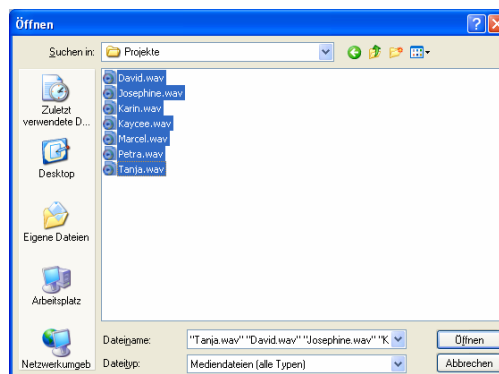 Öffnen
Suchen in:
Projekte
Zuletzt
verwendete D...
Desktop
Eigene Dateien
Arbeitsplatz
Netzwerkumgeb
David.wav
Josephine.wav
Karin.wav
Kaycee.wav
Marcel.wav
Petra.wav
Tanja.wav
Dateiname:
"Tanja.wav" "David.wav" "Josephine.wav" "K
Öffnen
Dateityp:
Mediendateien (alle Typen)
Abbrechen